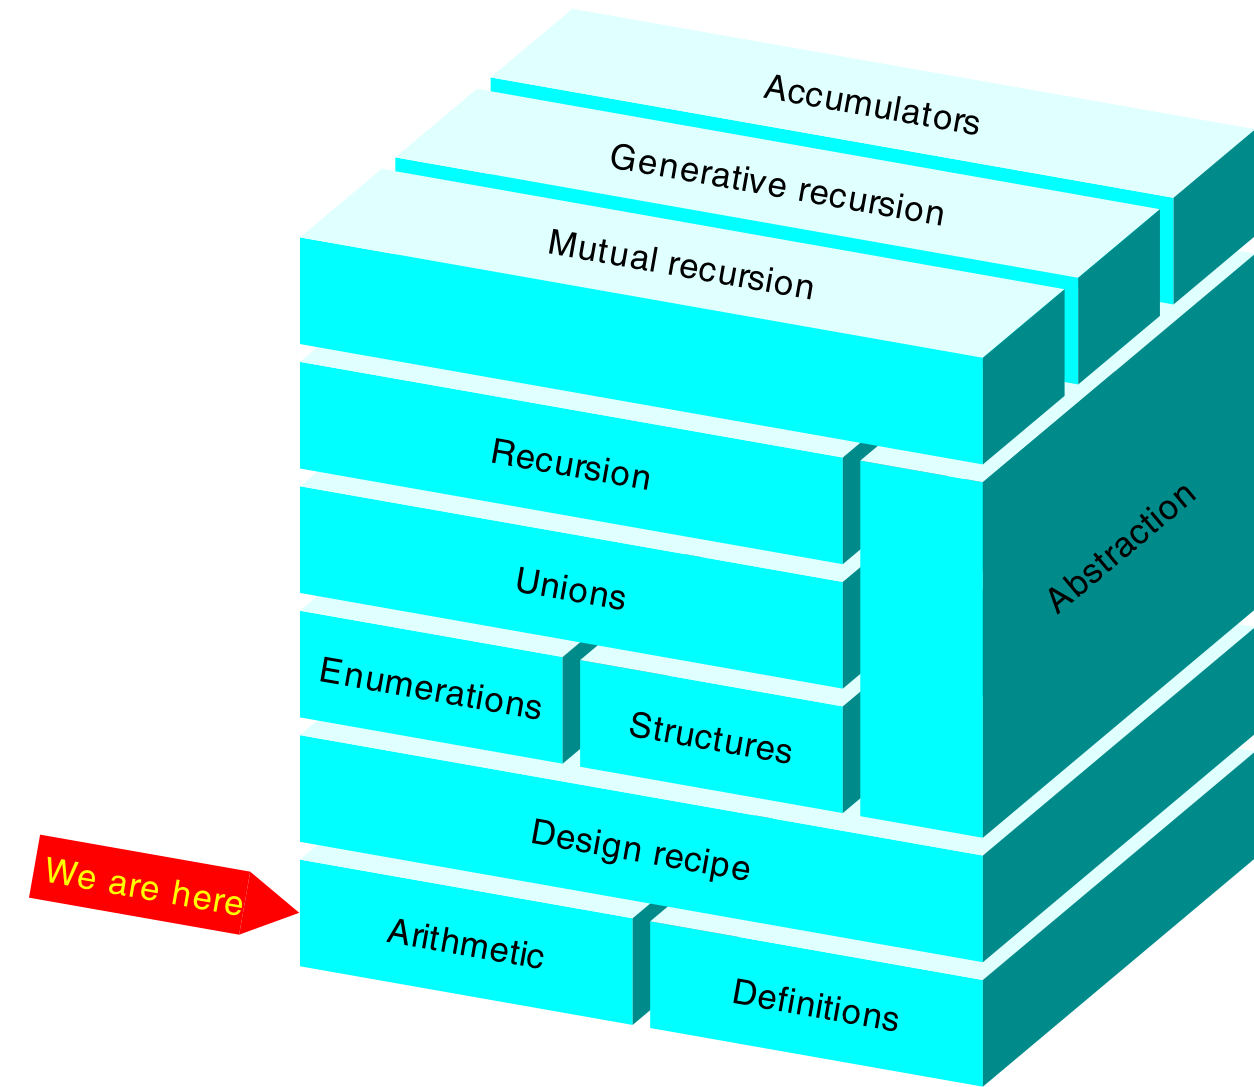 Accumulators
Generative recursion
Mutual recursion
Recursion
Abstraction
Unions
Enumerations
Structures
Design recipe
We are here
Arithmetic
Definitions